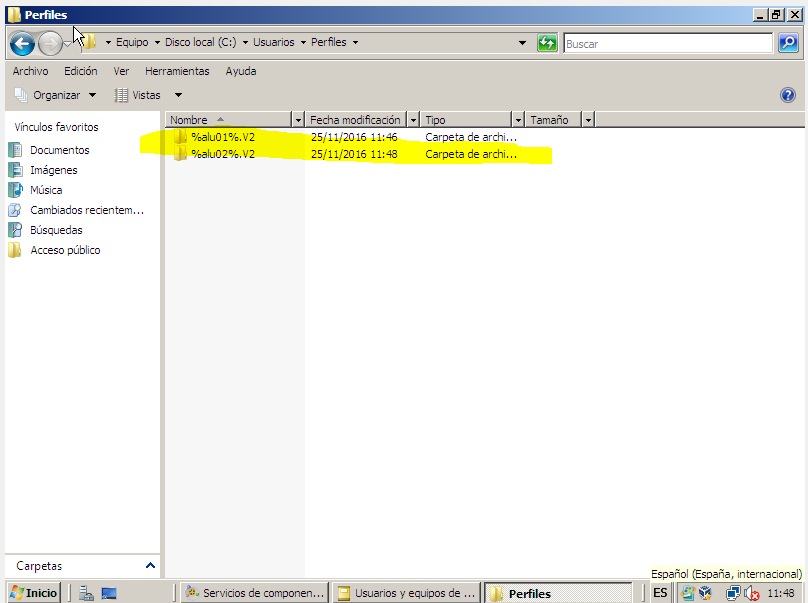 Perfiles
Equipo Disco local (C:) Usuarios Perfiles
Buscar
Archivo Edición Ver Herramientas Ayuda
Organizar Vistas
Vínculos favoritos
Documentos
Imágenes
Música
Cambiados recientem...
Búsquedas
Acceso público
Nombre Fecha modificación Tipo Tamaño
%alu01%.V2 25/11/2016 11:46 Carpeta de archi...
%alu02%.V2 25/11/2016 11:48 Carpeta de archi...
Carpetas
Español (España, internacional)
Inicio Servicios de componen... Usuarios y equipos de ... Perfiles ES 11:48